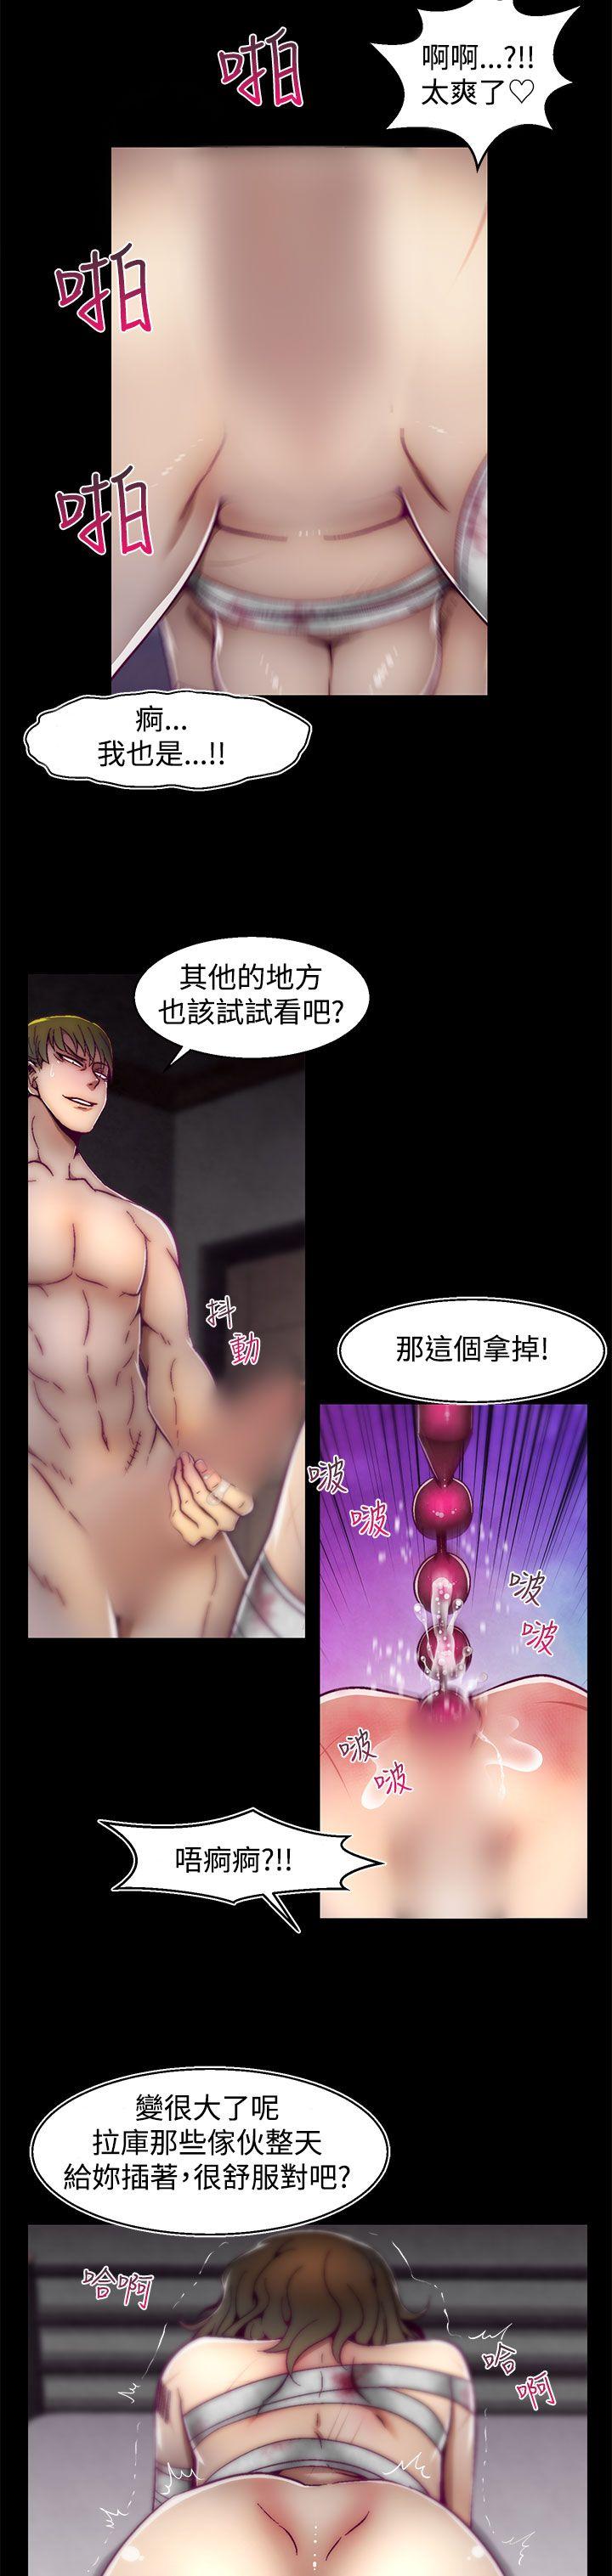 啪
啊啊...?!!
太爽了♡
啪
啪
痾...
我也是...!!
其他的地方
也該試試看吧?
抖
動
那這個拿掉!
啵
啵
啵
啵
啵
啵
唔痾痾?!!
變很大了呢
拉庫那些傢伙整天
給妳插著，很舒服對吧?
哈啊
哈
啊